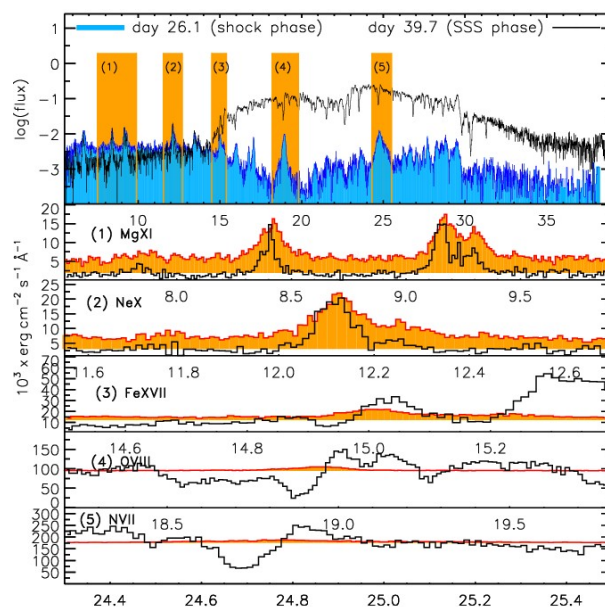 day 26.1 (shock phase) day 39.7 (SSS phase)
1
0
-1
-2
-3
log(flux)
(1) (2) (3) (4) (5)
10 15 20 25 30 35
20
15
10
5
0
(1) MgXI
8.0 8.5 9.0 9.5
25
20
15
10
5
0
(2) NeX
11.6 11.8 12.0 12.2 12.4 12.6
70
60
50
40
30
20
10
0
(3) FeXVII
14.6 14.8 15.0 15.2
150
100
50
0
(4) OVIII
18.5 19.0 19.5
300
250
200
150
100
50
0
(5) NVII
24.4 24.6 24.8 25.0 25.2 25.4
10³ x erg cm⁻² s⁻¹ Å⁻¹